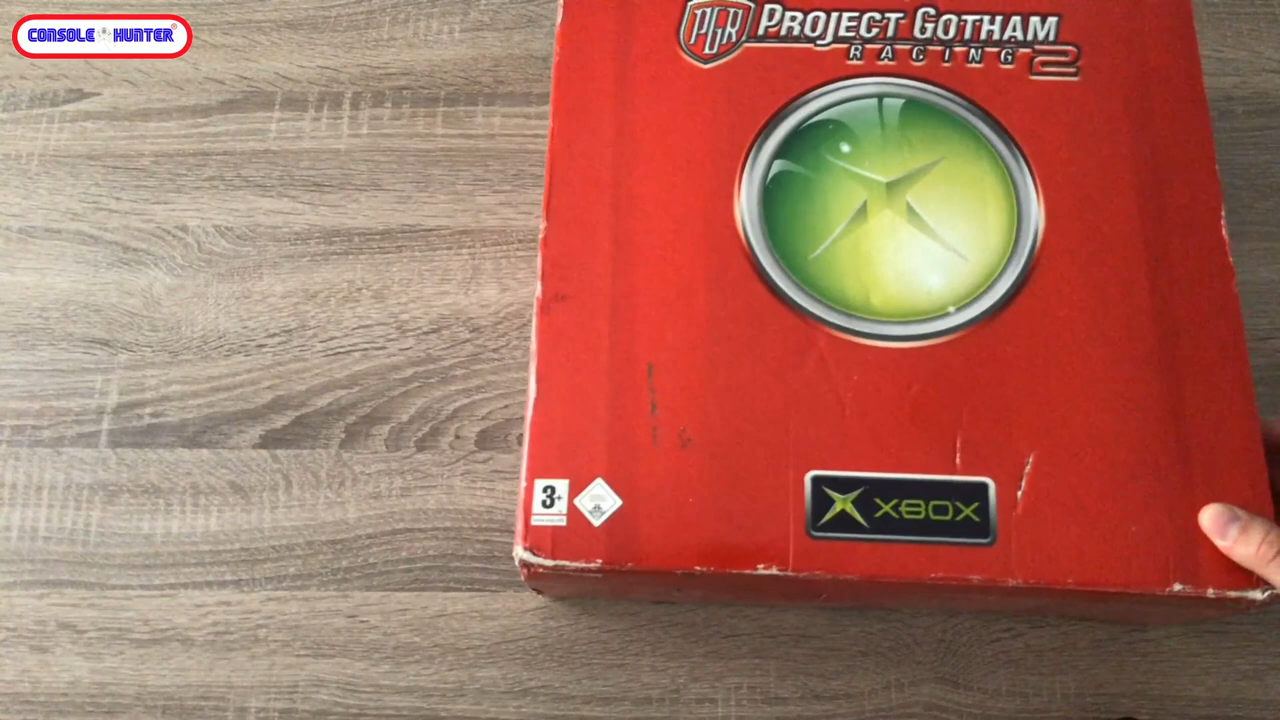 CONSOLE HUNTER
PGR PROJECT GOTHAM
RACING 2
3+
XBOX